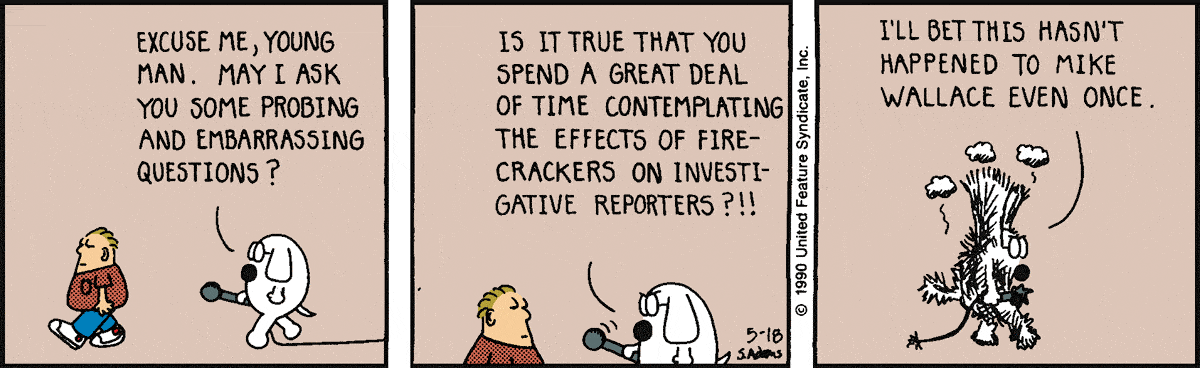 EXCUSE ME, YOUNG
MAN. MAY I ASK
YOU SOME PROBING
AND EMBARRASSING
QUESTIONS?
IS IT TRUE THAT YOU
SPEND A GREAT DEAL
OF TIME CONTEMPLATING
THE EFFECTS OF FIRE-
CRACKERS ON INVESTI-
GATIVE REPORTERS?!!
5-18
S.Adams
© 1990 United Feature Syndicate, Inc.
I'LL BET THIS HASN'T
HAPPENED TO MIKE
WALLACE EVEN ONCE.